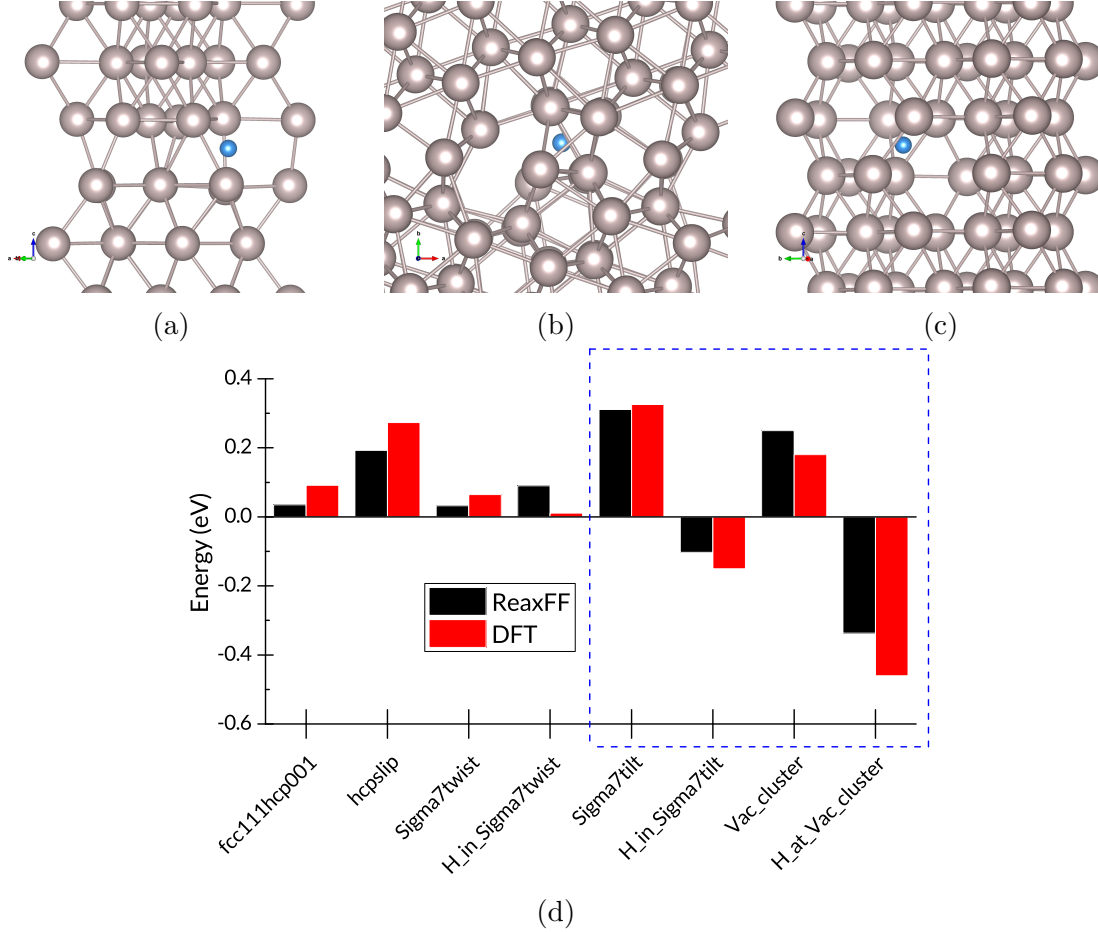 c
a
b
a
c
b
(a)
(b)
(c)
0.4
0.2
0.0
-0.2
-0.4
-0.6
Energy (eV)
ReaxFF
DFT
fcc111hcp001
hcpslip
Sigma7twist
H_in_Sigma7twist
Sigma7tilt
H_in_Sigma7tilt
Vac_cluster
H_at_Vac_cluster
(d)